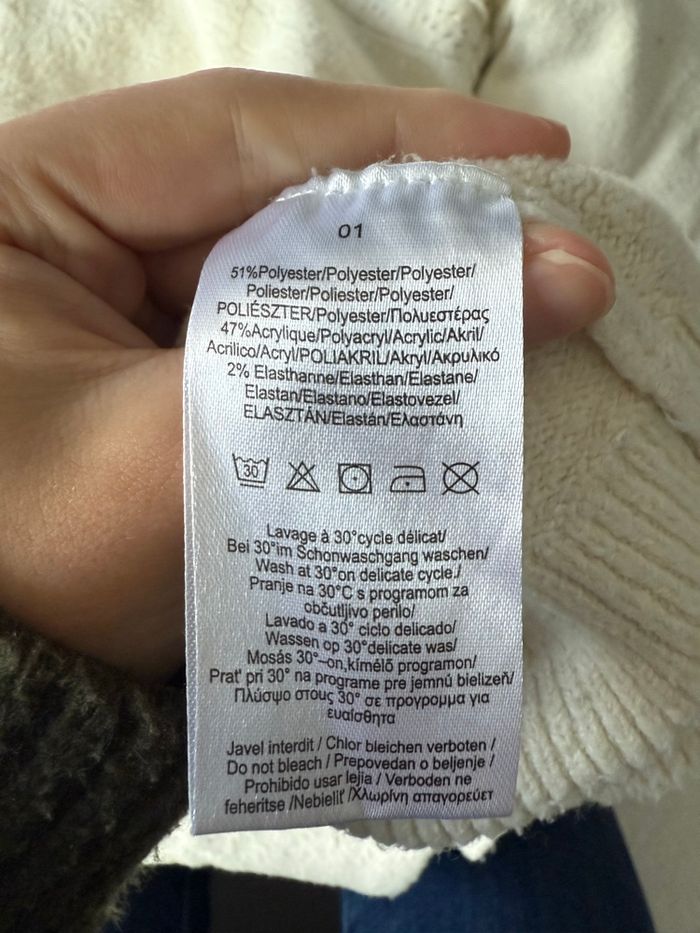 01
51%Polyester/Polyester/Polyester/
Poliester/Poliester/Polyester/
POLIÉSZTER/Polyester/Πολυεστέρας
47%Acrylique/Polyacryl/Acrylic/Akril/
Acrilico/Acryl/POLIAKRIL/Akryl/Ακρυλικό
2% Elasthanne/Elasthan/Elastane/
Elastan/Elastano/Elastovezel/
ELASZTÁN/Elastán/Ελαστάνη
30
Lavage à 30°cycle délicat/
Bei 30°im Schonwaschgang waschen/
Wash at 30°on delicate cycle./
Pranje na 30°C s programom za
občutljivo perilo/
Lavado a 30° ciclo delicado/
Wassen op 30°delicate was/
Mosás 30°–on,kímélő programon/
Prať pri 30° na programe pre jemnú bielizeň/
Πλύσιμο στους 30° σε προγρομμα για
ευαίσθητα
Javel interdit / Chlor bleichen verboten /
Do not bleach / Prepovedan o beljenje /
Prohibido usar lejia / Verboden ne
feherítse /Nebieliť /Χλωρίνη απαγορεύετ